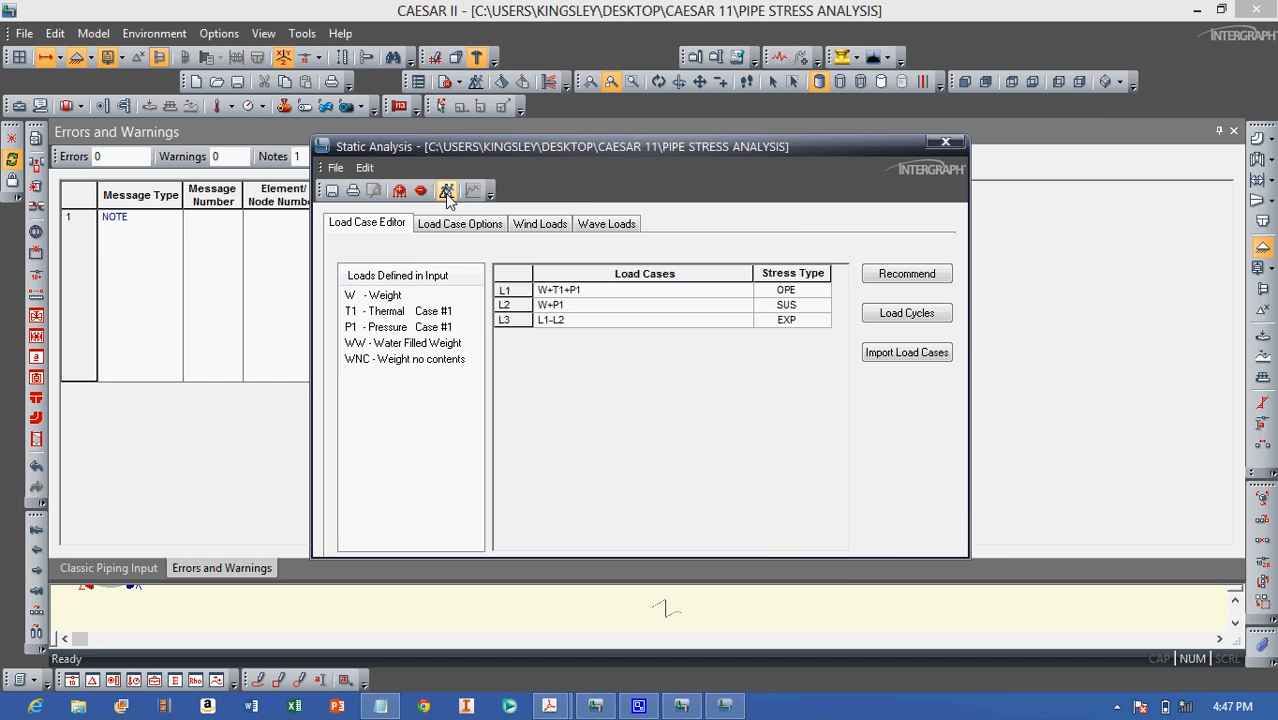 CAESAR II - [C:\USERS\KINGSLEY\DESKTOP\CAESAR 11\PIPE STRESS ANALYSIS]
File Edit Model Environment Options View Tools Help
INTERGRAPH
113
Errors and Warnings
Errors 0 Warnings 0 Notes 1
Message Type Message Number Element/ Node Numb
1 NOTE
Static Analysis - [C:\USERS\KINGSLEY\DESKTOP\CAESAR 11\PIPE STRESS ANALYSIS]
File Edit
INTERGRAPH
Load Case Editor Load Case Options Wind Loads Wave Loads
Loads Defined in Input
W - Weight
T1 - Thermal Case #1
P1 - Pressure Case #1
WW - Water Filled Weight
WNC - Weight no contents
Load Cases Stress Type
L1 W+T1+P1 OPE
L2 W+P1 SUS
L3 L1-L2 EXP
Recommend
Load Cycles
Import Load Cases
Classic Piping Input Errors and Warnings
Z X
Ready CAP NUM SCRL
4:47 PM